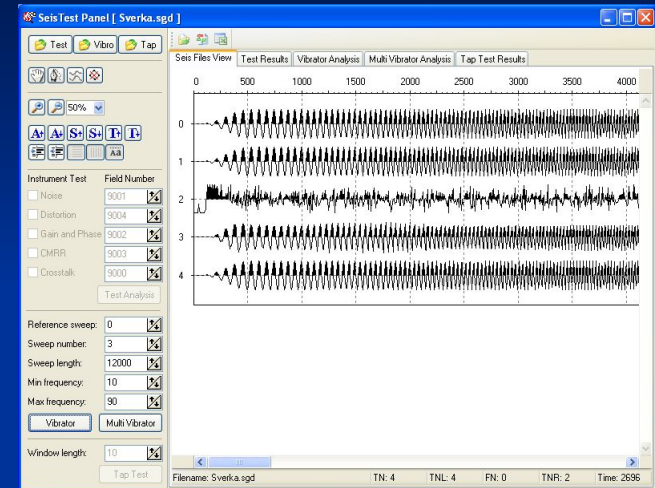 SeisTest Panel [ Sverka.sgd ]
Test Vibro Tap
50%
A A S S T T
Aa
Instrument Test Field Number
Noise 9001
Distortion 9004
Gain and Phase 9002
CMRR 9003
Crosstalk 9000
Test Analysis
Reference sweep: 0
Sweep number: 3
Sweep length: 12000
Min frequency: 10
Max frequency: 90
Vibrator Multi Vibrator
Window length: 10
Tap Test
Seis Files View Test Results Vibrator Analysis Multi Vibrator Analysis Tap Test Results
0 500 1000 1500 2000 2500 3000 3500 4000
0
1
2
3
4
Filename: Sverka.sgd TN: 4 TNL: 4 FN: 0 TNR: 2 Time: 2696